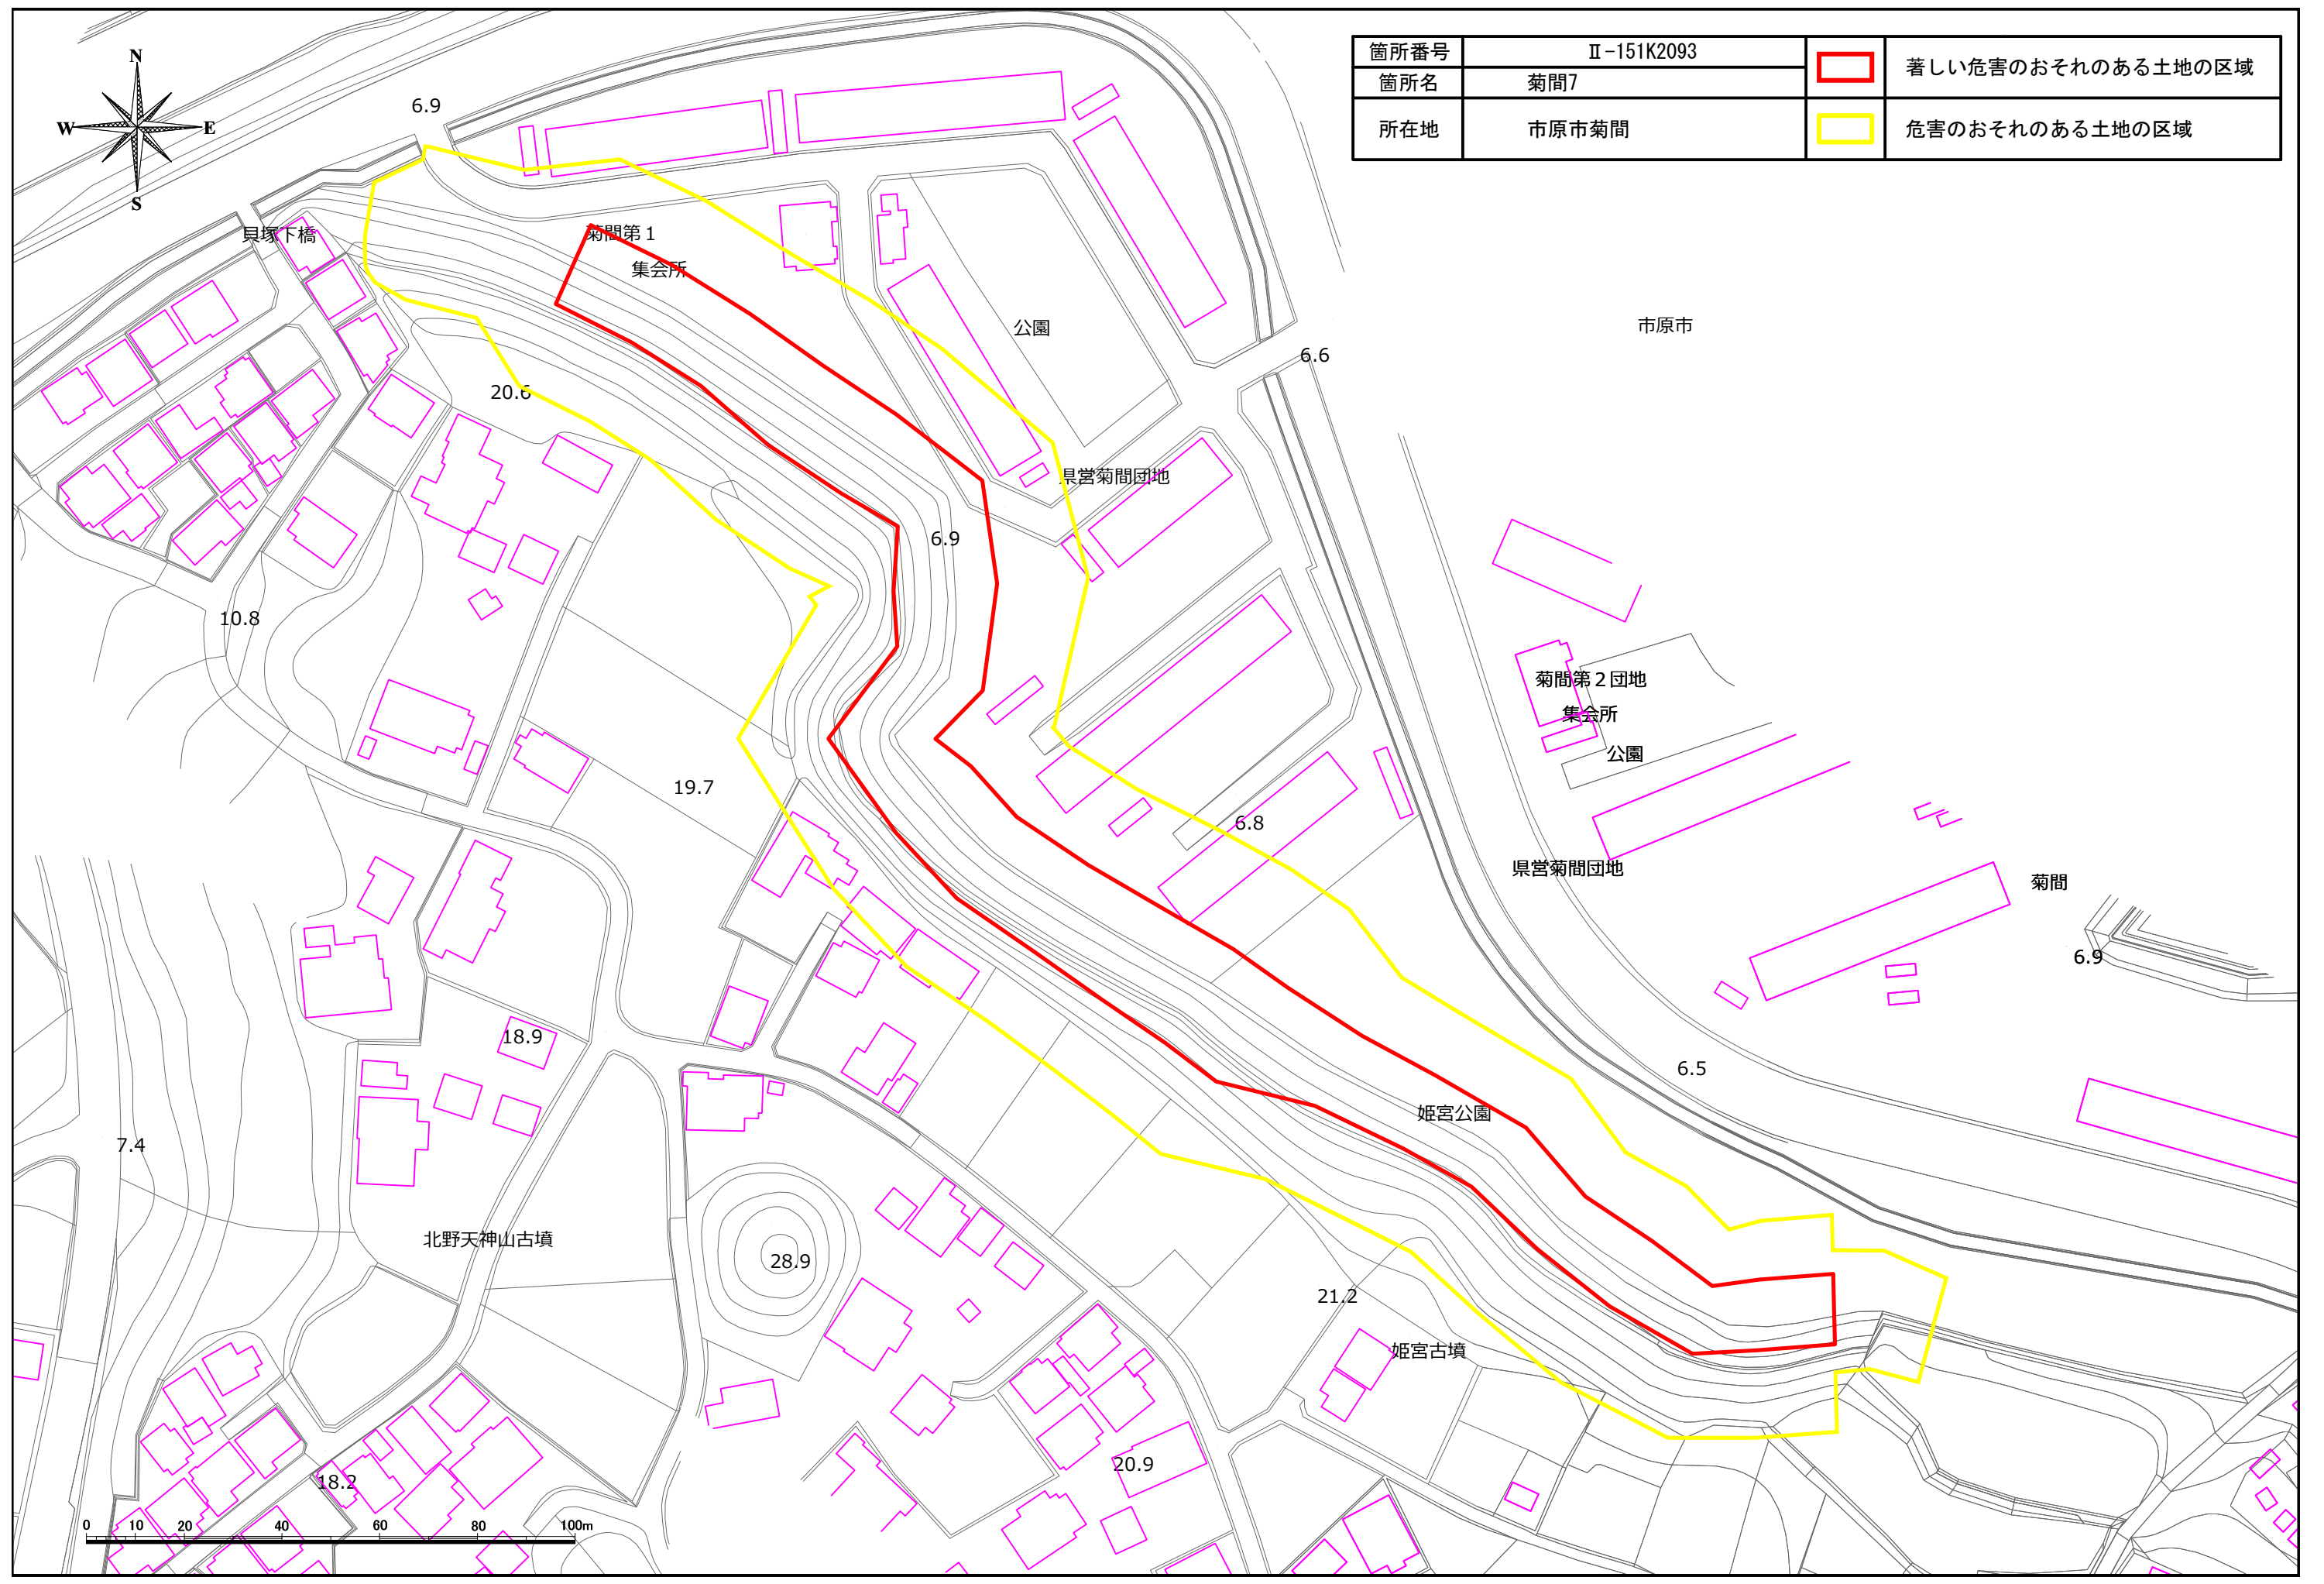 箇所番号 Ⅱ-151K2093
箇所名 菊間7
所在地 市原市菊間
著しい危害のおそれのある土地の区域
危害のおそれのある土地の区域
N
W E
S
6.9
貝塚下橋
菊間第1
集会所
公園
市原市
6.6
20.6
県営菊間団地
6.9
10.8
菊間第2団地
集会所
公園
19.7
6.8
県営菊間団地
菊間
6.9
18.9
6.5
姫宮公園
7.4
北野天神山古墳
28.9
21.2
姫宮古墳
20.9
18.2
0 10 20 40 60 80 100m